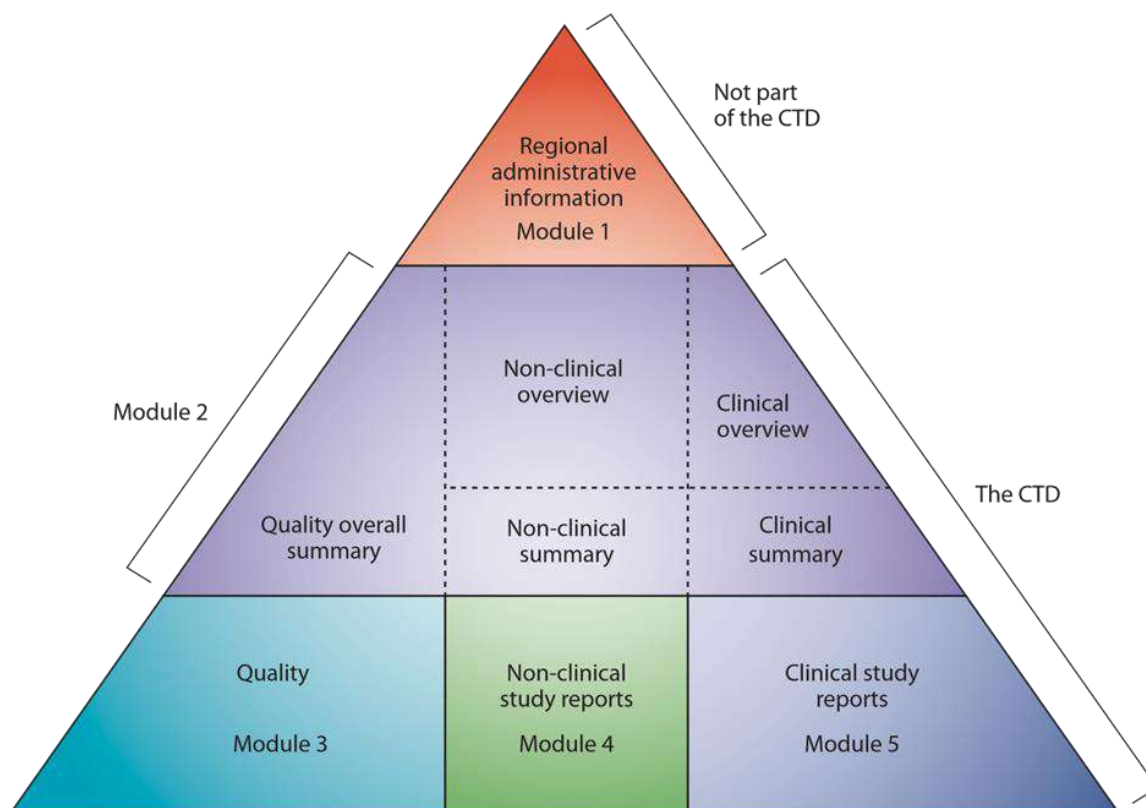 Not part
of the CTD
Regional
administrative
information
Module 1
Module 2
Non-clinical
overview
Clinical
overview
The CTD
Quality overall
summary
Non-clinical
summary
Clinical
summary
Quality
Module 3
Non-clinical
study reports
Module 4
Clinical study
reports
Module 5